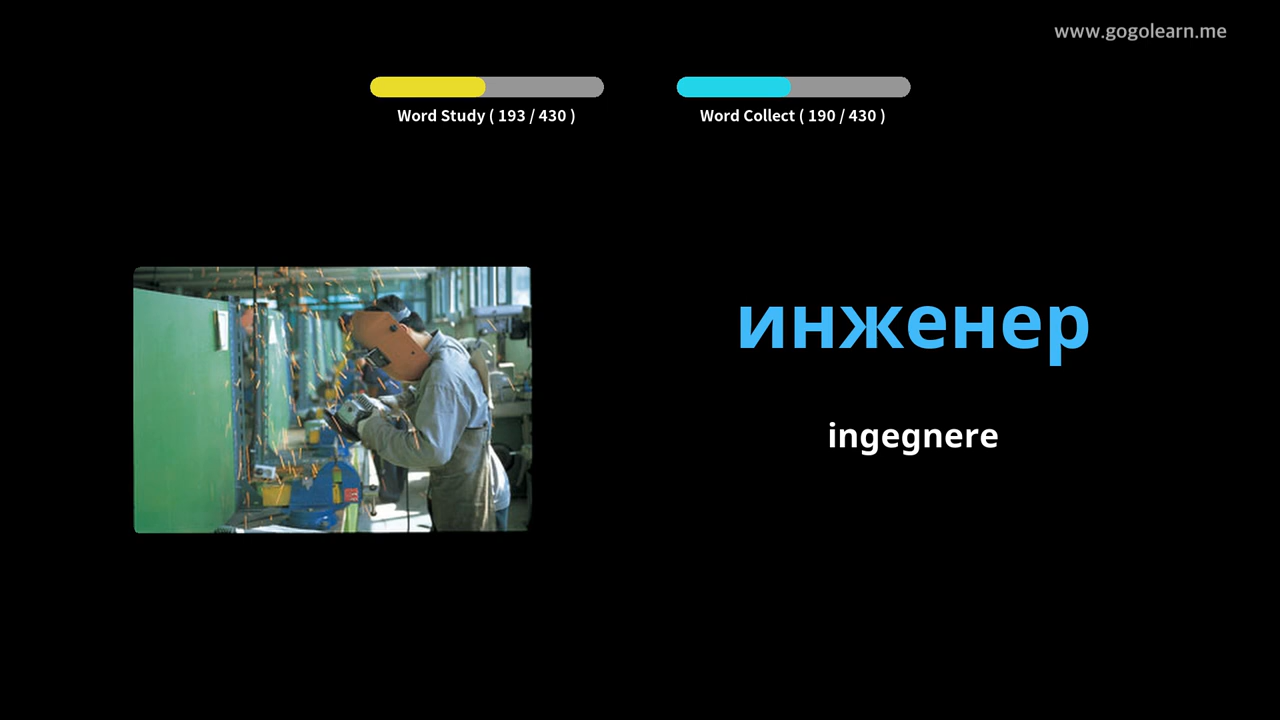 www.gogolearn.me
Word Study ( 193 / 430 )
Word Collect ( 190 / 430 )
инженер
ingegnere